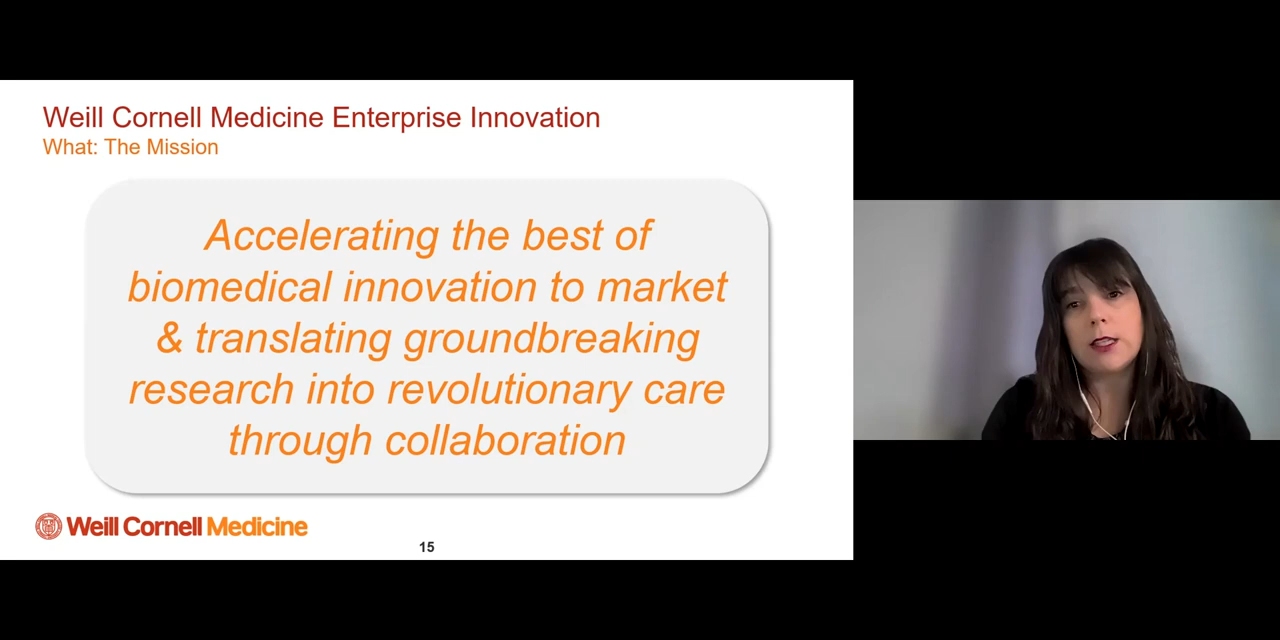 Weill Cornell Medicine Enterprise Innovation
What: The Mission
Accelerating the best of
biomedical innovation to market
& translating groundbreaking
research into revolutionary care
through collaboration
Weill Cornell Medicine
15